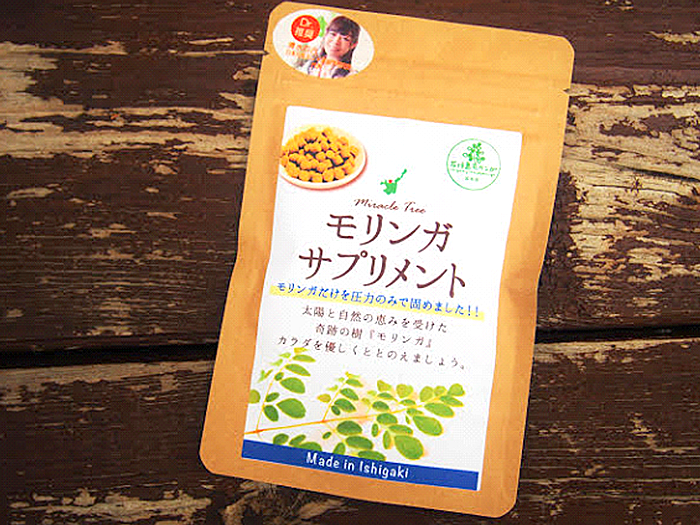 Dr.
推奨
Miracle Tree
モリンガ
サプリメント
モリンガだけを圧力のみで固めました!!
太陽と自然の恵みを受けた
奇跡の樹『モリンガ』
カラダを優しくととのえましょう。
Made in Ishigaki